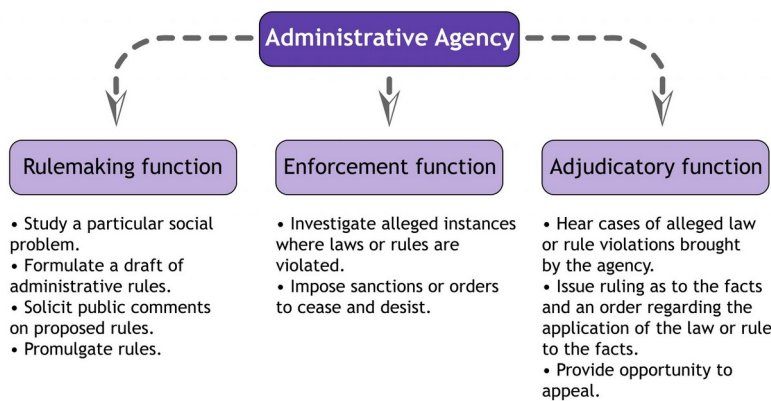 Administrative Agency
Rulemaking function
• Study a particular social
problem.
• Formulate a draft of
administrative rules.
• Solicit public comments
on proposed rules.
• Promulgate rules.
Enforcement function
• Investigate alleged instances
where laws or rules are
violated.
• Impose sanctions or orders
to cease and desist.
Adjudicatory function
• Hear cases of alleged law
or rule violations brought
by the agency.
• Issue ruling as to the facts
and an order regarding the
application of the law or rule
to the facts.
• Provide opportunity to
appeal.